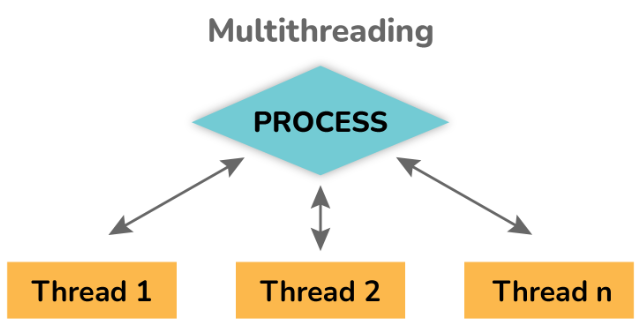 Multithreading
PROCESS
Thread 1
Thread 2
Thread n